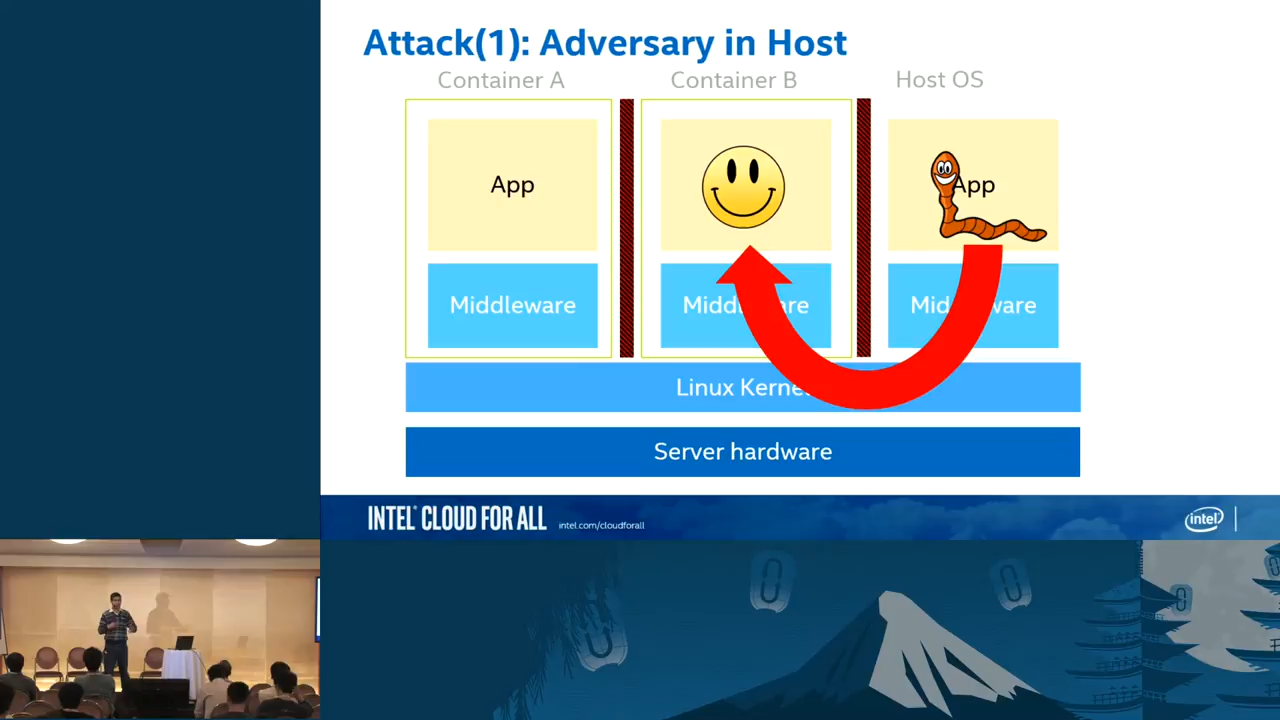 Attack(1): Adversary in Host
Container A
Container B
Host OS
App
App
Middleware
Middleware
Middleware
Linux Kernel
Server hardware
INTEL® CLOUD FOR ALL
intel.com/cloudforall
intel